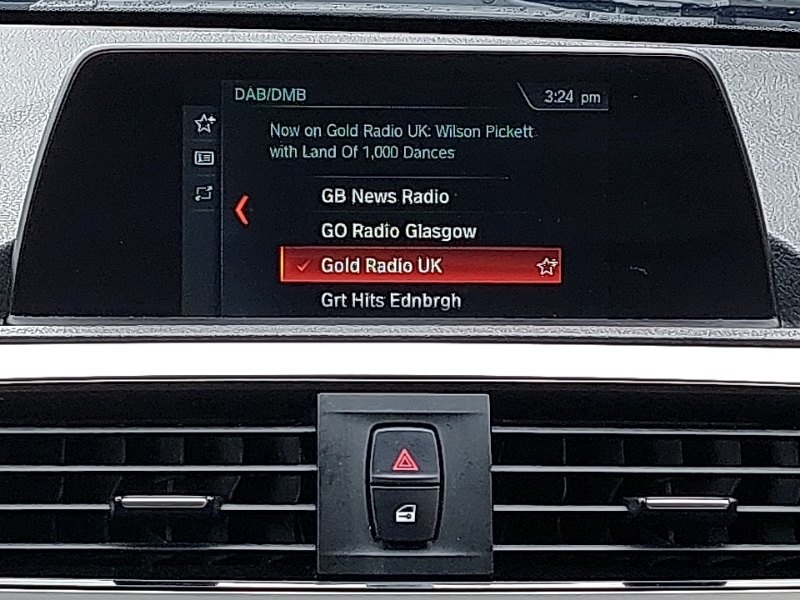 DAB/DMB
3:24 pm
Now on Gold Radio UK: Wilson Pickett
with Land Of 1,000 Dances
GB News Radio
GO Radio Glasgow
Gold Radio UK
Grt Hits Ednbrgh